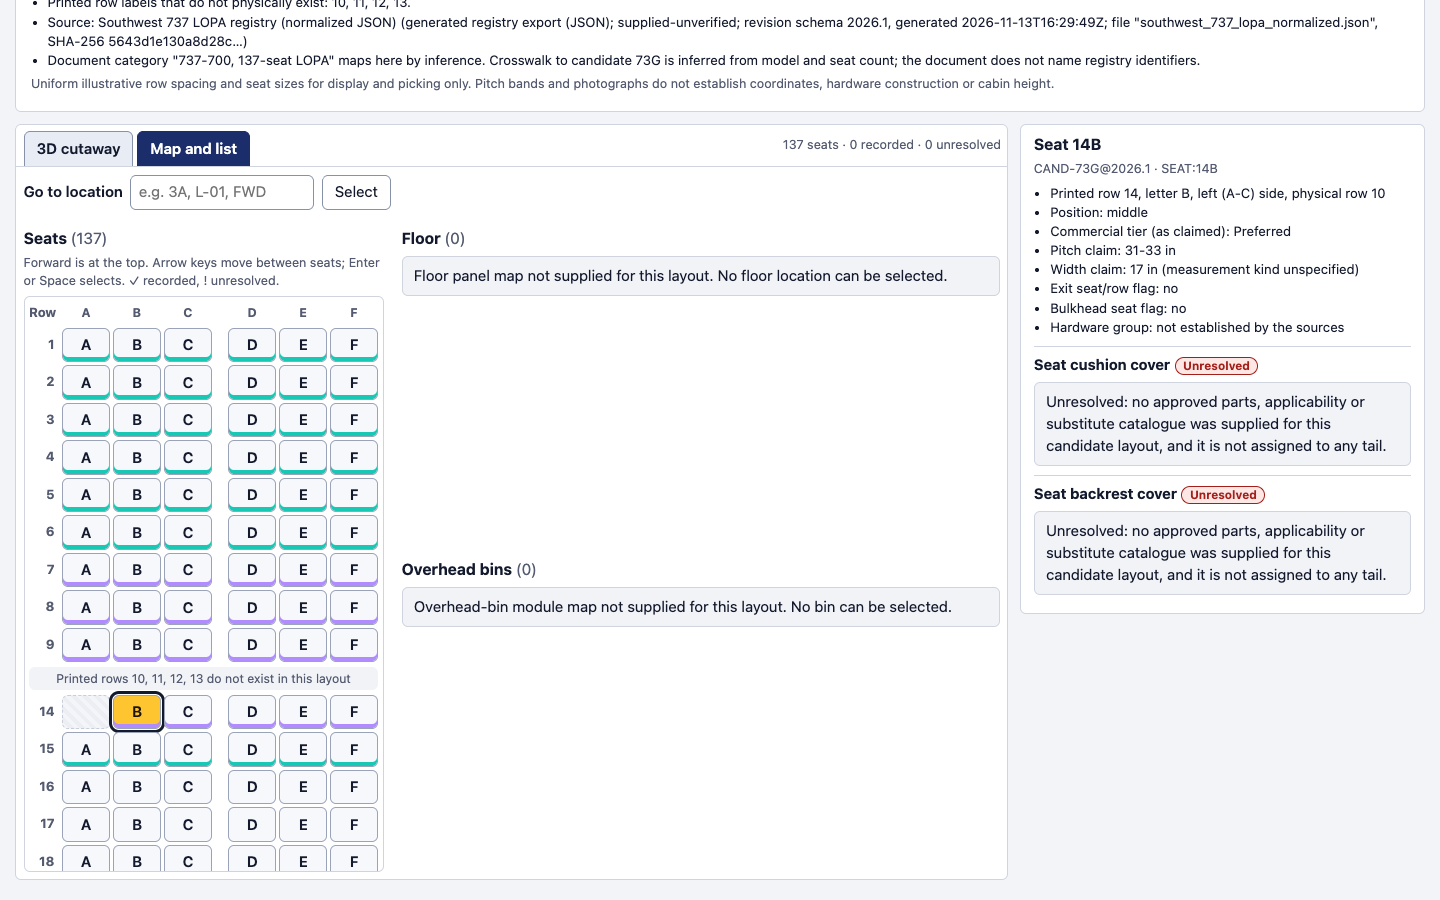 Printed row labels that do not physically exist: 10, 11, 12, 13.
Source: Southwest 737 LOPA registry (normalized JSON) (generated registry export (JSON); supplied-unverified; revision schema 2026.1, generated 2026-11-13T16:29:49Z; file "southwest_737_lopa_normalized.json",
SHA-256 5643d1e130a8d28c…)
Document category "737-700, 137-seat LOPA" maps here by inference. Crosswalk to candidate 73G is inferred from model and seat count; the document does not name registry identifiers.
Uniform illustrative row spacing and seat sizes for display and picking only. Pitch bands and photographs do not establish coordinates, hardware construction or cabin height.
3D cutaway
Map and list
137 seats · 0 recorded · 0 unresolved
Go to location
e.g. 3A, L-01, FWD
Select
Seats (137)
Forward is at the top. Arrow keys move between seats; Enter
or Space selects. ✓ recorded, ! unresolved.
Row A B C D E F
1 A B C D E F
2 A B C D E F
3 A B C D E F
4 A B C D E F
5 A B C D E F
6 A B C D E F
7 A B C D E F
8 A B C D E F
9 A B C D E F
Printed rows 10, 11, 12, 13 do not exist in this layout
14 B C D E F
15 A B C D E F
16 A B C D E F
17 A B C D E F
18 A B C D E F
Floor (0)
Floor panel map not supplied for this layout. No floor location can be selected.
Overhead bins (0)
Overhead-bin module map not supplied for this layout. No bin can be selected.
Seat 14B
CAND-73G@2026.1 · SEAT:14B
Printed row 14, letter B, left (A-C) side, physical row 10
Position: middle
Commercial tier (as claimed): Preferred
Pitch claim: 31-33 in
Width claim: 17 in (measurement kind unspecified)
Exit seat/row flag: no
Bulkhead seat flag: no
Hardware group: not established by the sources
Seat cushion cover Unresolved
Unresolved: no approved parts, applicability or
substitute catalogue was supplied for this
candidate layout, and it is not assigned to any tail.
Seat backrest cover Unresolved
Unresolved: no approved parts, applicability or
substitute catalogue was supplied for this
candidate layout, and it is not assigned to any tail.